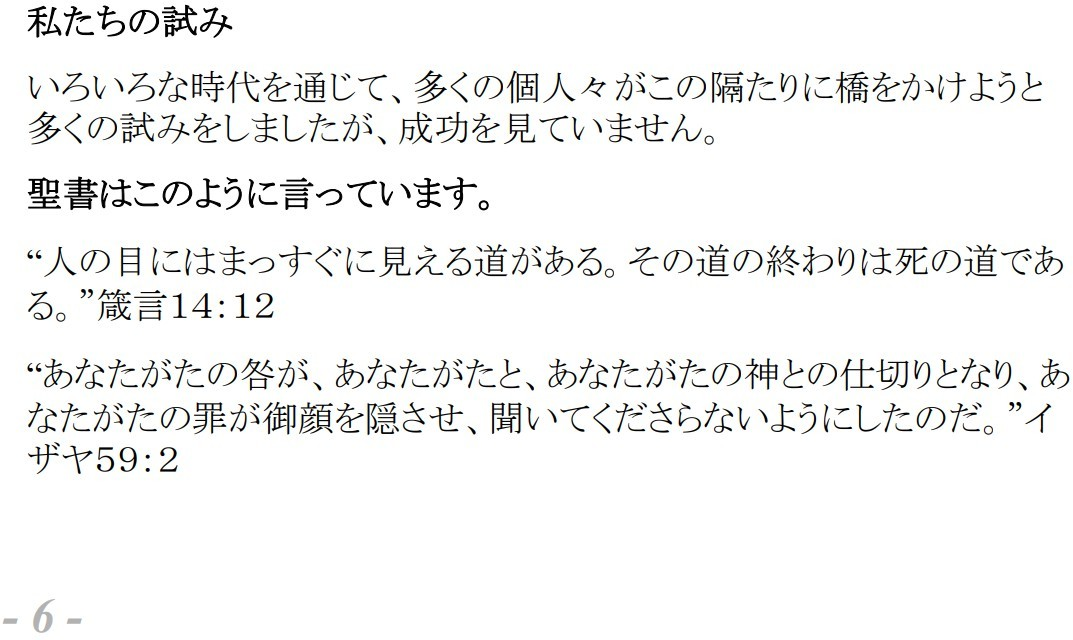 私たちの試み
いろいろな時代を通じて、多くの個人々がこの隔たりに橋をかけようと
多くの試みをしましたが、成功を見ていません。
聖書はこのように言っています。
“人の目にはまっすぐに見える道がある。その道の終わりは死の道であ
る。”箴言１４：１２
“あなたがたの咎が、あなたがたと、あなたがたの神との仕切りとなり、あ
なたがたの罪が御顔を隠させ、聞いてくださらないようにしたのだ。”イ
ザヤ５９：２
- 6 -